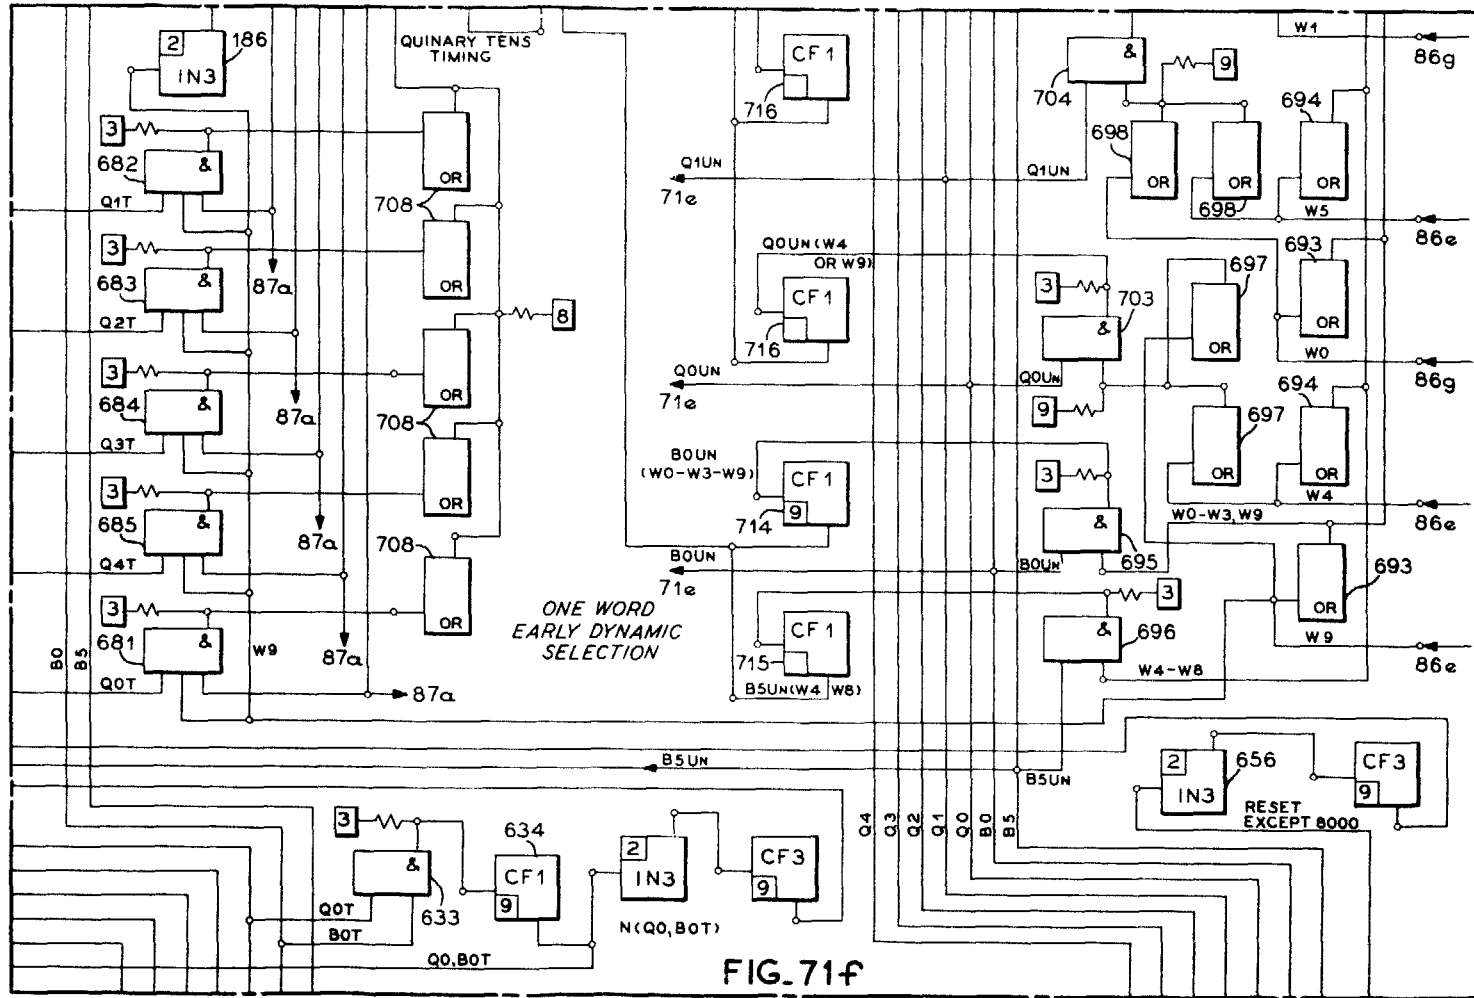 W1
86g
2
IN3
186
QUINARY TENS
TIMING
CF1
716
&
704
9
694
698
OR
698
OR
OR
3
682
&
OR
Q1T
708
Q1UN
71e
Q1UN
W5
86e
3
683
&
87a
OR
Q2T
8
Q0UN (W4
OR W9)
CF1
716
3
703
&
697
OR
693
OR
W0
86g
3
684
&
87a
OR
708
Q3T
Q0UN
71e
Q0UN
9
694
697
OR
OR
W4
86e
3
685
&
87a
OR
Q4T
B0UN
(W0-W3-W9)
CF1
9
714
3
&
695
W0-W3, W9
B0UN
71e
B0UN
708
OR
693
OR
W9
86e
3
681
&
87a
Q0T
B0
B5
W9
87a
ONE WORD
EARLY DYNAMIC
SELECTION
CF1
715
B5UN (W4 W8)
3
&
696
W4-W8
B5UN
B5UN
2
IN3
656
CF3
9
RESET
EXCEPT 8000
Q4
Q3
Q2
Q1
Q0
B0
B5
3
&
633
634
CF1
9
2
IN3
CF3
9
Q0T
B0T
N(Q0, B0T)
Q0, B0T
FIG_71f